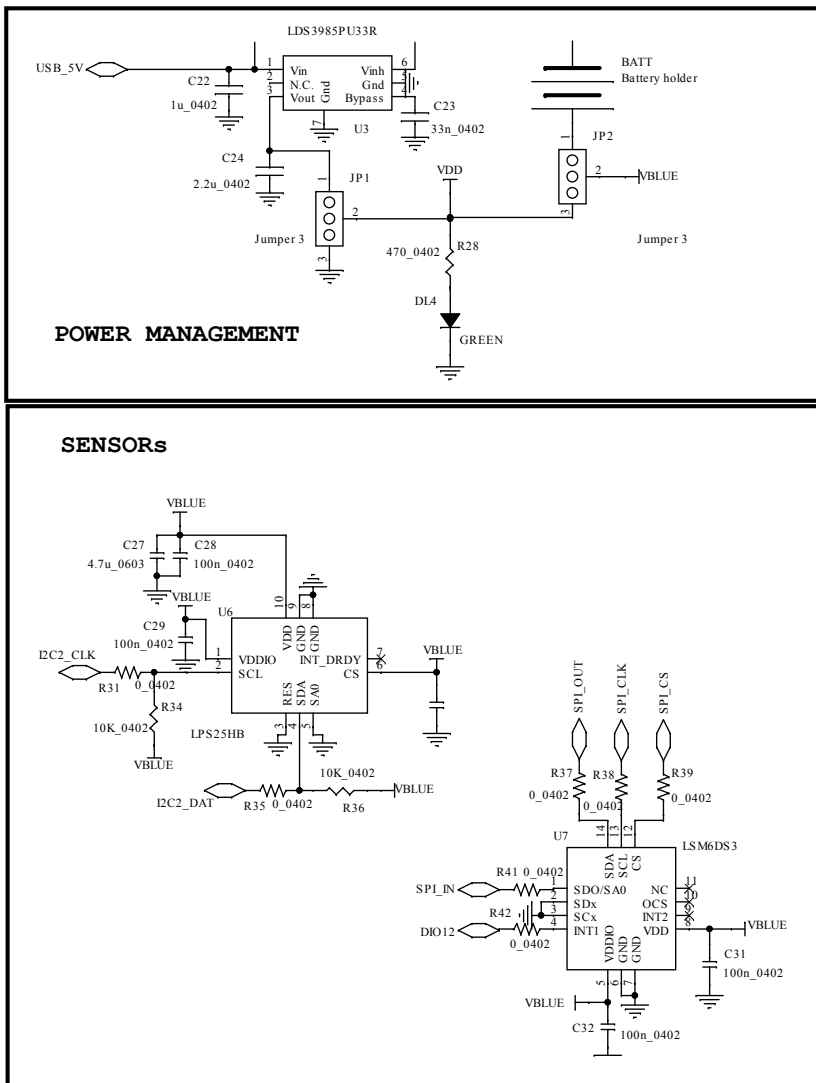 LDS3985PU33R
USB_5V
1 Vin Vinh 6
2 N.C. Gnd 5
3 Vout Gnd Bypass 4
7
U3
C22
1u_0402
C23
33n_0402
C24
2.2u_0402
BATT
Battery holder
JP2
1
2
3
VBLUE
Jumper 3
JP1
1
2
3
Jumper 3
VDD
R28
470_0402
DL4
GREEN
POWER MANAGEMENT
SENSORs
VBLUE
C27
4.7u_0603
C28
100n_0402
VBLUE
C29
100n_0402
U6
10 9 8
VDD GND GND
1 VDDIO INT_DRDY 7
2 SCL CS 6
RES SDA SA0
3 4 5
LPS25HB
VBLUE
I2C2_CLK
R31 0_0402
R34
10K_0402
VBLUE
I2C2_DAT
R35 0_0402
10K_0402
R36
VBLUE
SPI_OUT
SPI_CLK
SPI_CS
R37
0_0402
R38
0_0402
R39
0_0402
U7
LSM6DS3
14 13 12
SDA SCL CS
SPI_IN
R41 0_0402
1 SDO/SA0 NC 11
2 SDx OCS 10
3 SCx INT2 9
4 INT1 VDD 8
R42
0_0402
DIO12
VDDIO GND GND
5 6 7
VBLUE
C31
100n_0402
VBLUE
C32
100n_0402